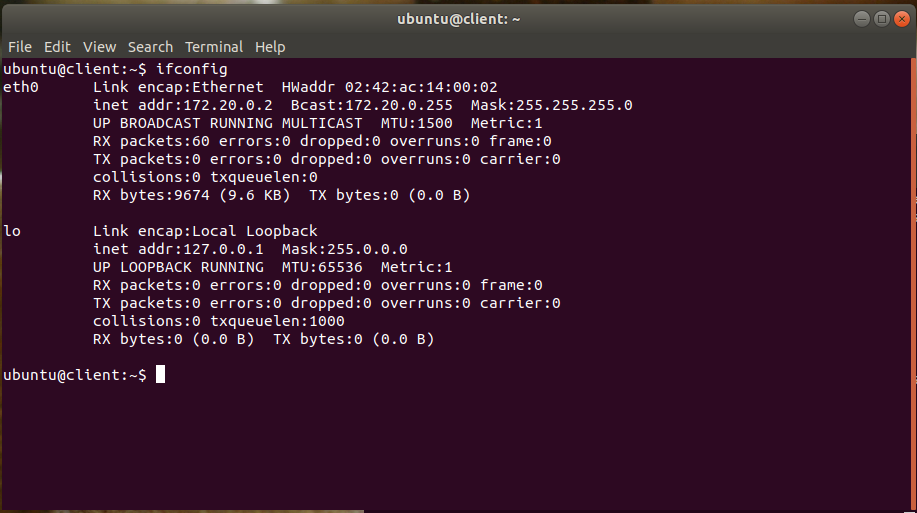 ubuntu@client: ~
File Edit View Search Terminal Help
ubuntu@client:~$ ifconfig
eth0      Link encap:Ethernet  HWaddr 02:42:ac:14:00:02
          inet addr:172.20.0.2  Bcast:172.20.0.255  Mask:255.255.255.0
          UP BROADCAST RUNNING MULTICAST  MTU:1500  Metric:1
          RX packets:60 errors:0 dropped:0 overruns:0 frame:0
          TX packets:0 errors:0 dropped:0 overruns:0 carrier:0
          collisions:0 txqueuelen:0
          RX bytes:9674 (9.6 KB)  TX bytes:0 (0.0 B)

lo        Link encap:Local Loopback
          inet addr:127.0.0.1  Mask:255.0.0.0
          UP LOOPBACK RUNNING  MTU:65536  Metric:1
          RX packets:0 errors:0 dropped:0 overruns:0 frame:0
          TX packets:0 errors:0 dropped:0 overruns:0 carrier:0
          collisions:0 txqueuelen:1000
          RX bytes:0 (0.0 B)  TX bytes:0 (0.0 B)

ubuntu@client:~$